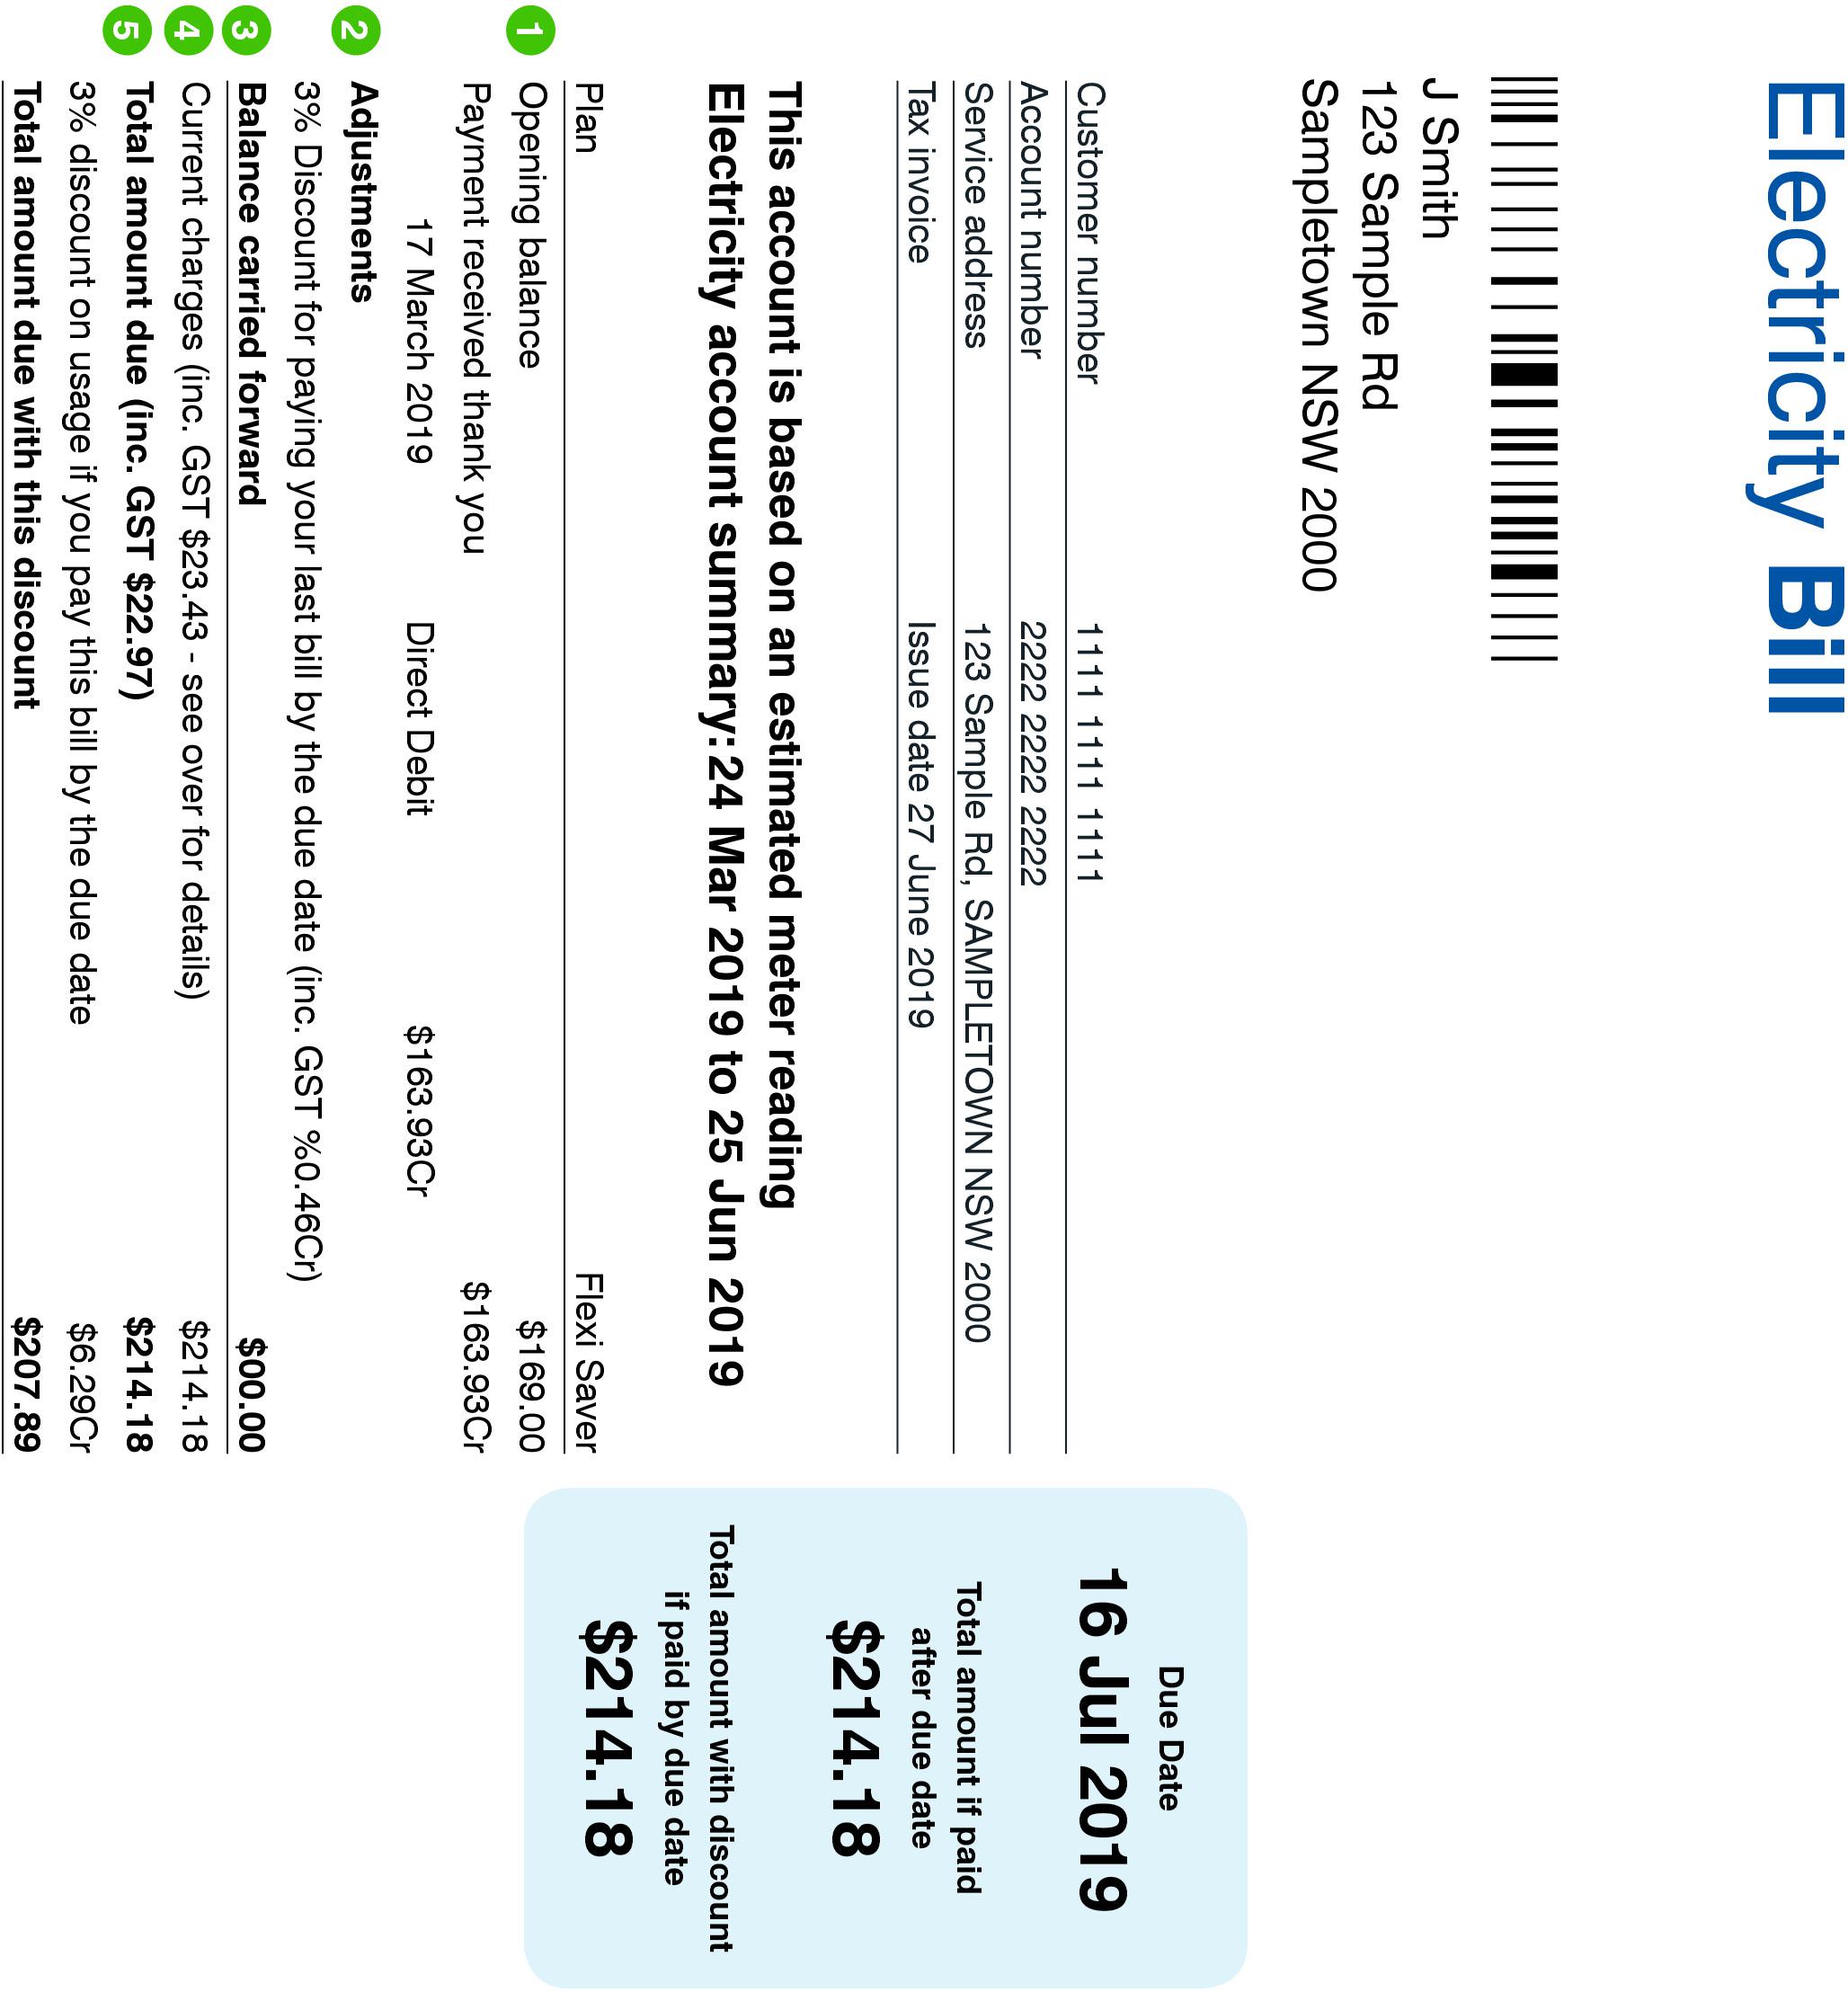 Electricity Bill
J Smith
123 Sample Rd
Sampletown NSW 2000
Customer number 1111 1111 1111
Account number 2222 2222 2222
Service address 123 Sample Rd, SAMPLETOWN NSW 2000
Tax invoice Issue date 27 June 2019
This account is based on an estimated meter reading
Electricity account summary: 24 Mar 2019 to 25 Jun 2019
Plan Flexi Saver
1 Opening balance $169.00
Payment received thank you $163.93Cr
17 March 2019 Direct Debit $163.93Cr
2 Adjustments
3% Discount for paying your last bill by the due date (inc. GST %0.46Cr)
3 Balance carried forward $00.00
4 Current charges (inc. GST $23.43 - see over for details) $214.18
5 Total amount due (inc. GST $22.97) $214.18
3% discount on usage if you pay this bill by the due date $6.29Cr
Total amount due with this discount $207.89
Due Date
16 Jul 2019
Total amount if paid
after due date
$214.18
Total amount with discount
if paid by due date
$214.18